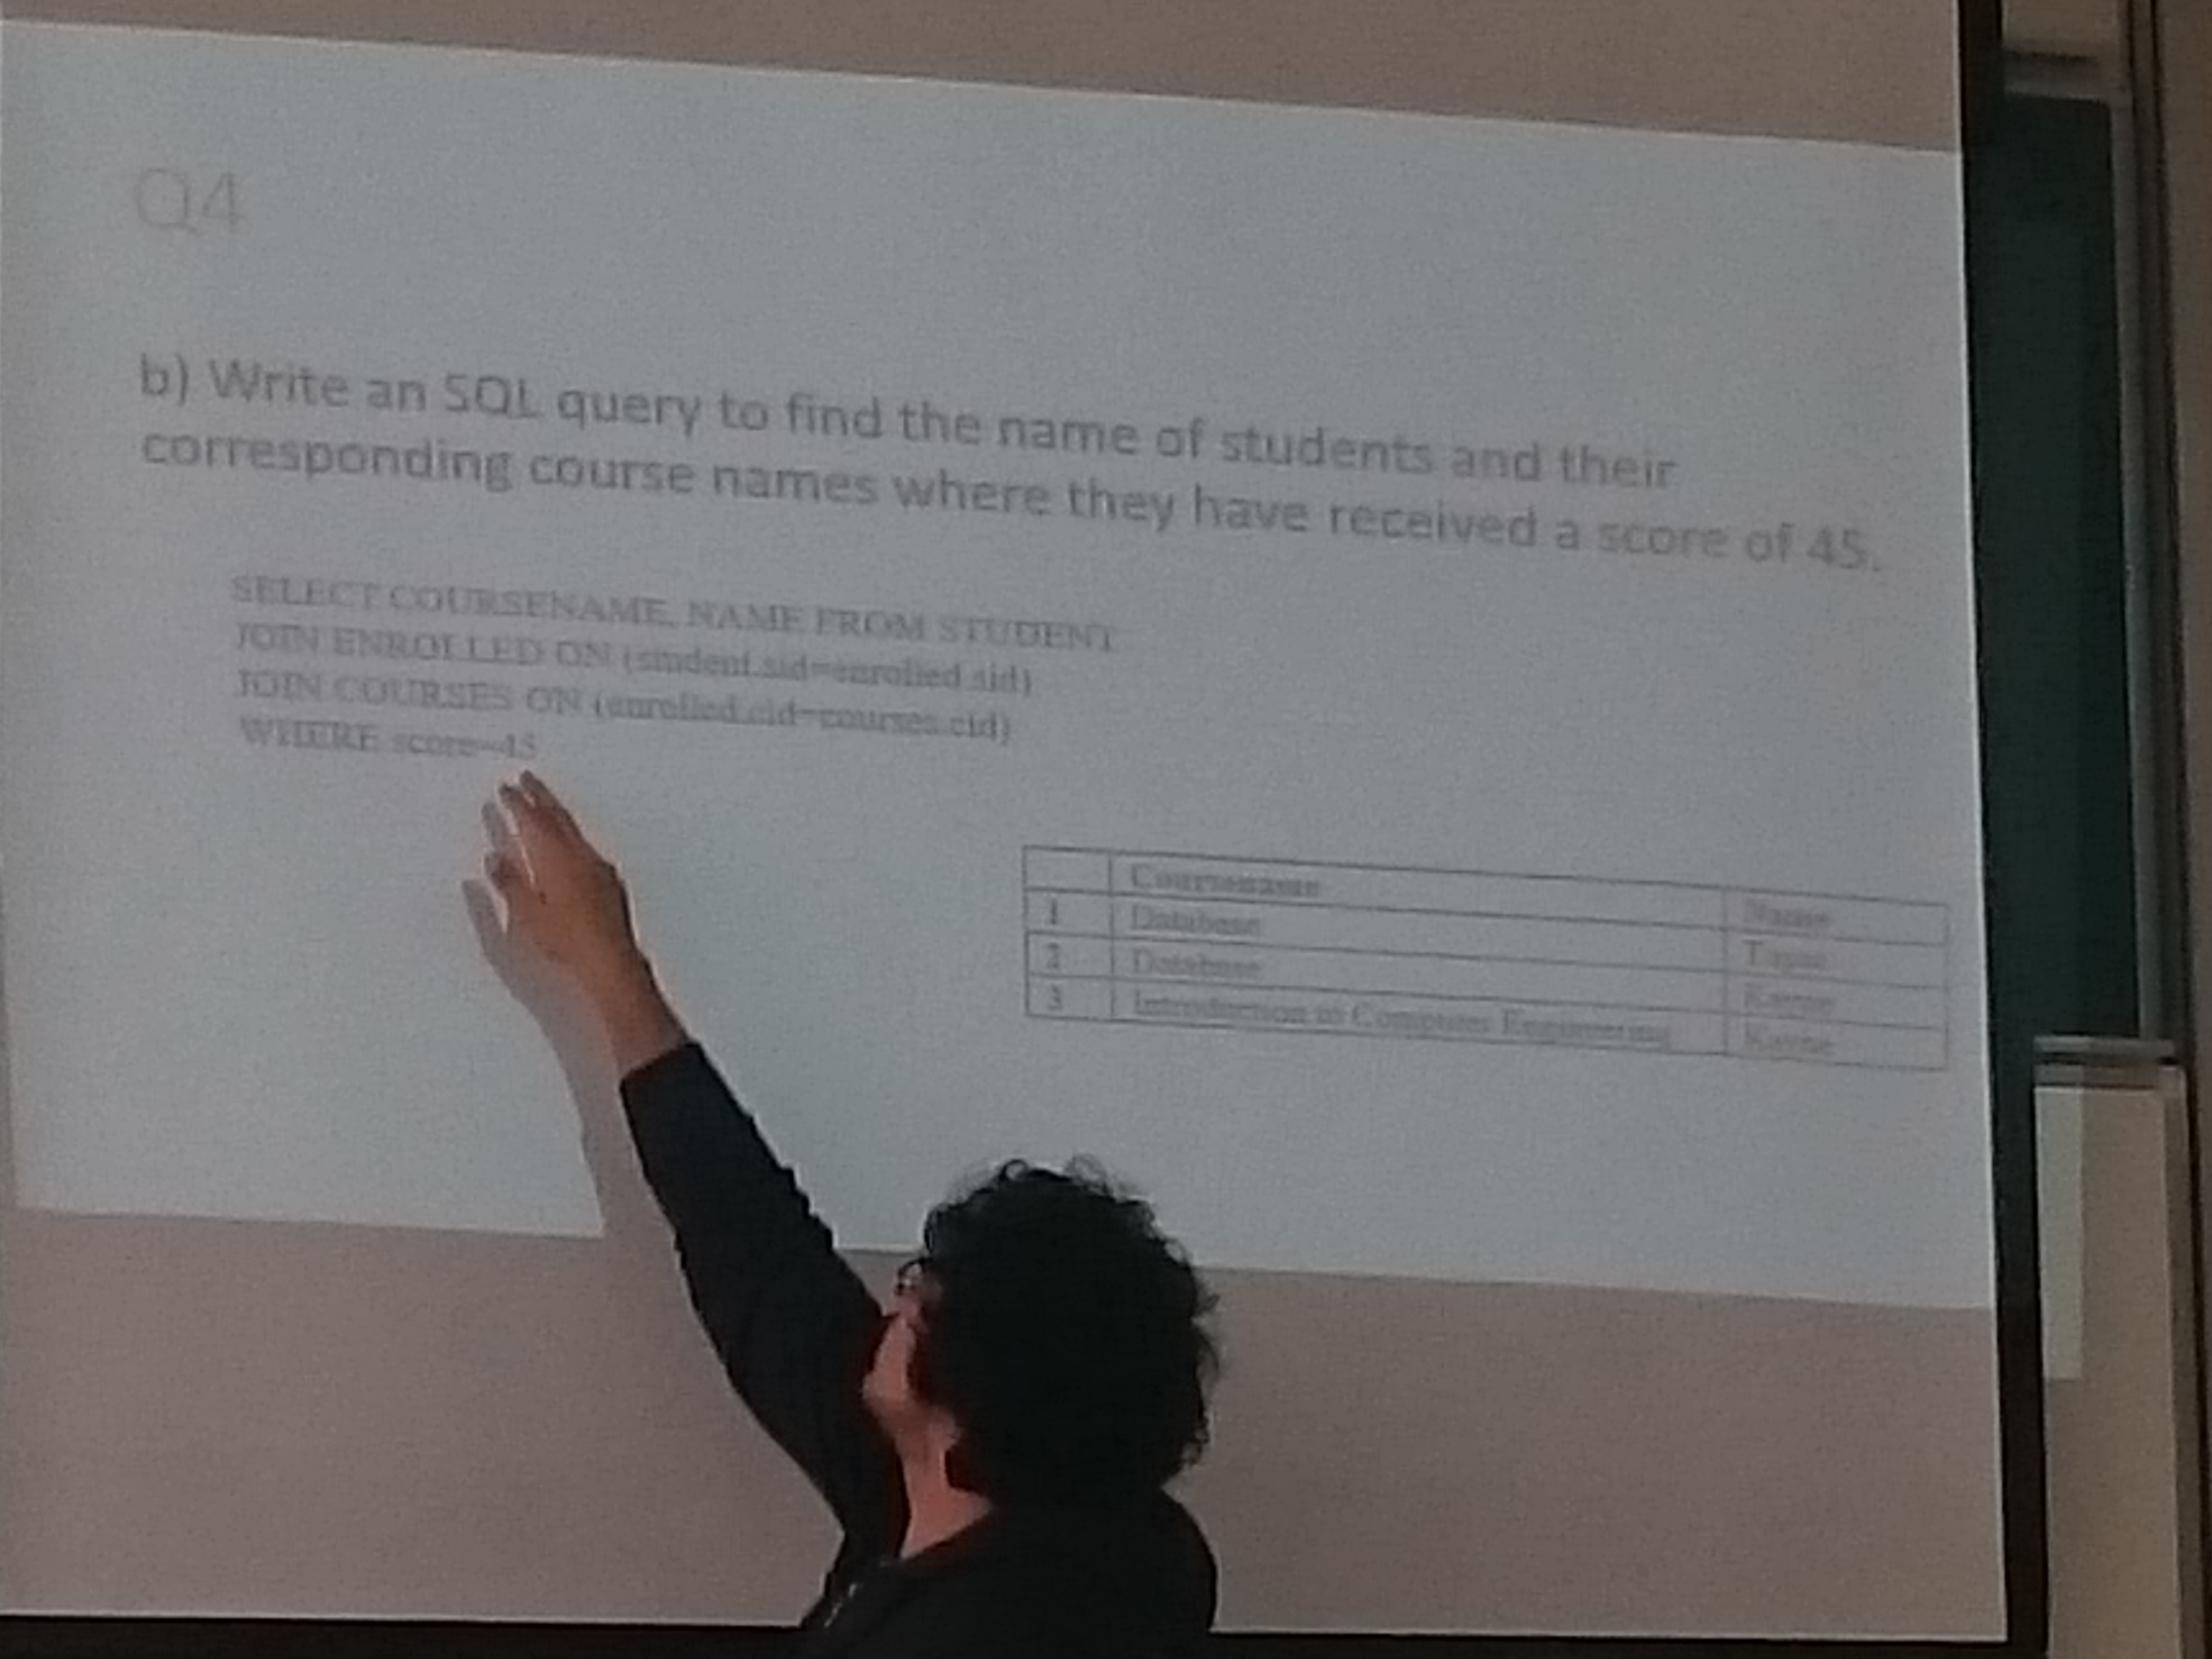 Q4
b) Write an SQL query to find the name of students and their
corresponding course names where they have received a score of 45.
SELECT COURSENAME, NAME FROM STUDENT
JOIN ENROLLED ON (student.sid=enrolled.sid)
JOIN COURSES ON (enrolled.cid=courses.cid)
WHERE score=45
Coursename Name
1 Database
2 Database
3 Introduction to Computer Engineering